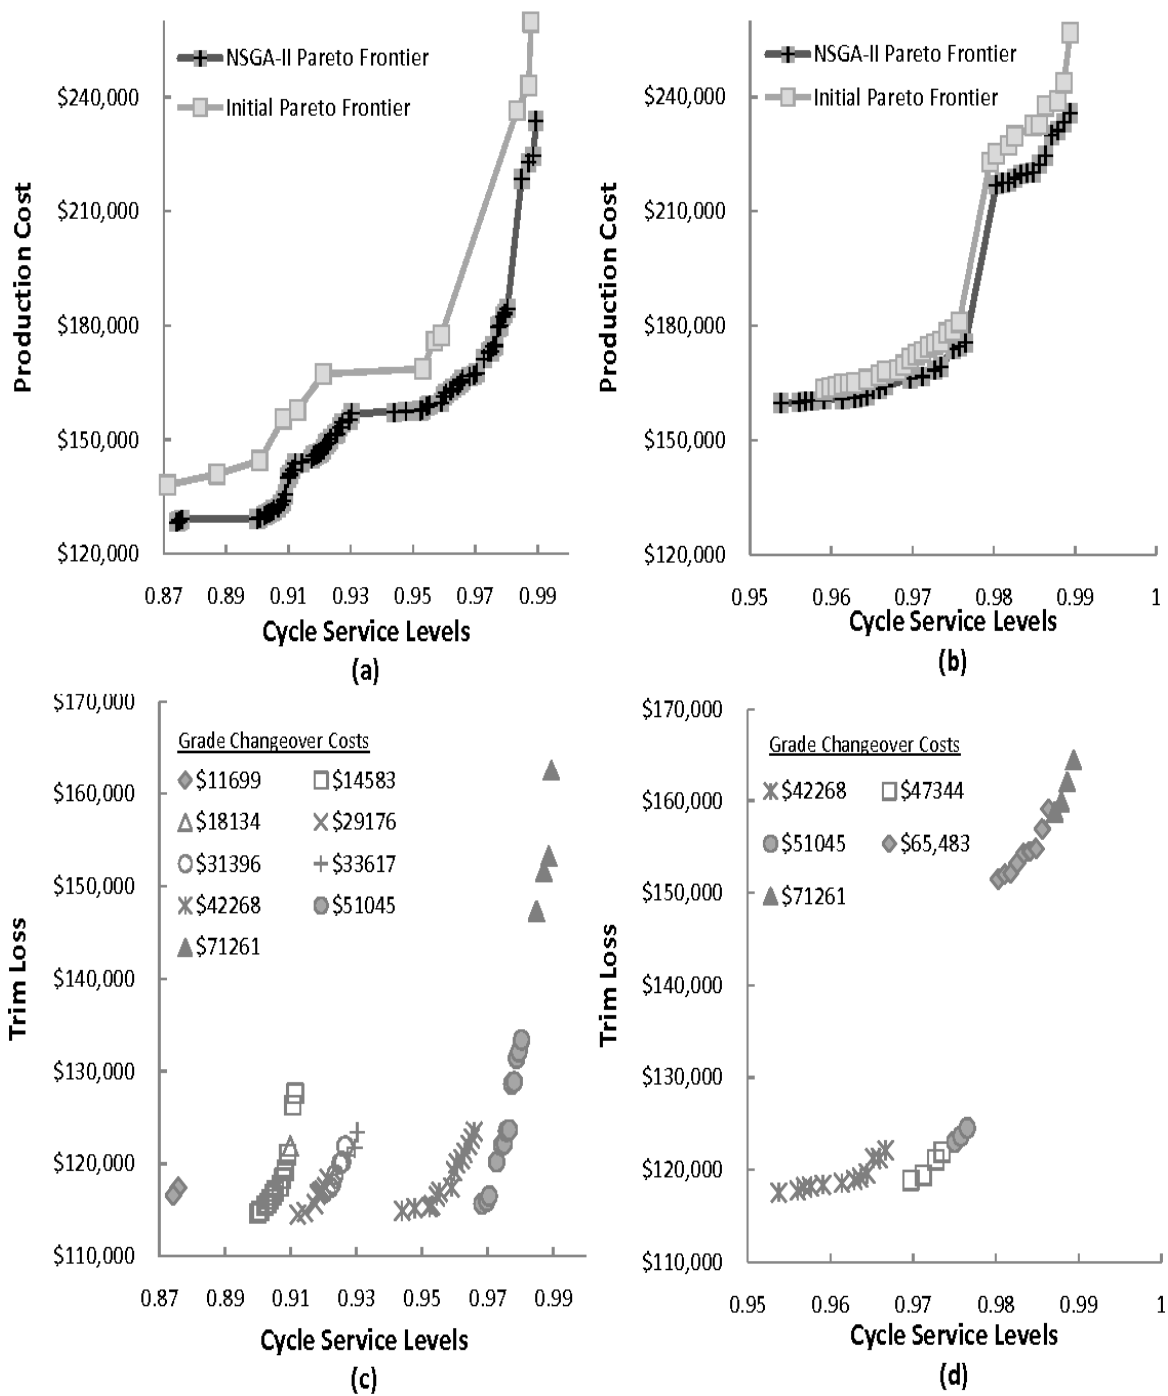 NSGA-II Pareto Frontier
Initial Pareto Frontier
$240,000
$210,000
$180,000
$150,000
$120,000
Production Cost
0.87 0.89 0.91 0.93 0.95 0.97 0.99
Cycle Service Levels
(a)
NSGA-II Pareto Frontier
Initial Pareto Frontier
$240,000
$210,000
$180,000
$150,000
$120,000
Production Cost
0.95 0.96 0.97 0.98 0.99 1
Cycle Service Levels
(b)
$170,000
$160,000
$150,000
$140,000
$130,000
$120,000
$110,000
Trim Loss
Grade Changeover Costs
$11699 $14583
$18134 $29176
$31396 $33617
$42268 $51045
$71261
0.87 0.89 0.91 0.93 0.95 0.97 0.99
Cycle Service Levels
(c)
$170,000
$160,000
$150,000
$140,000
$130,000
$120,000
$110,000
Trim Loss
Grade Changeover Costs
$42268 $47344
$51045 $65,483
$71261
0.95 0.96 0.97 0.98 0.99 1
Cycle Service Levels
(d)